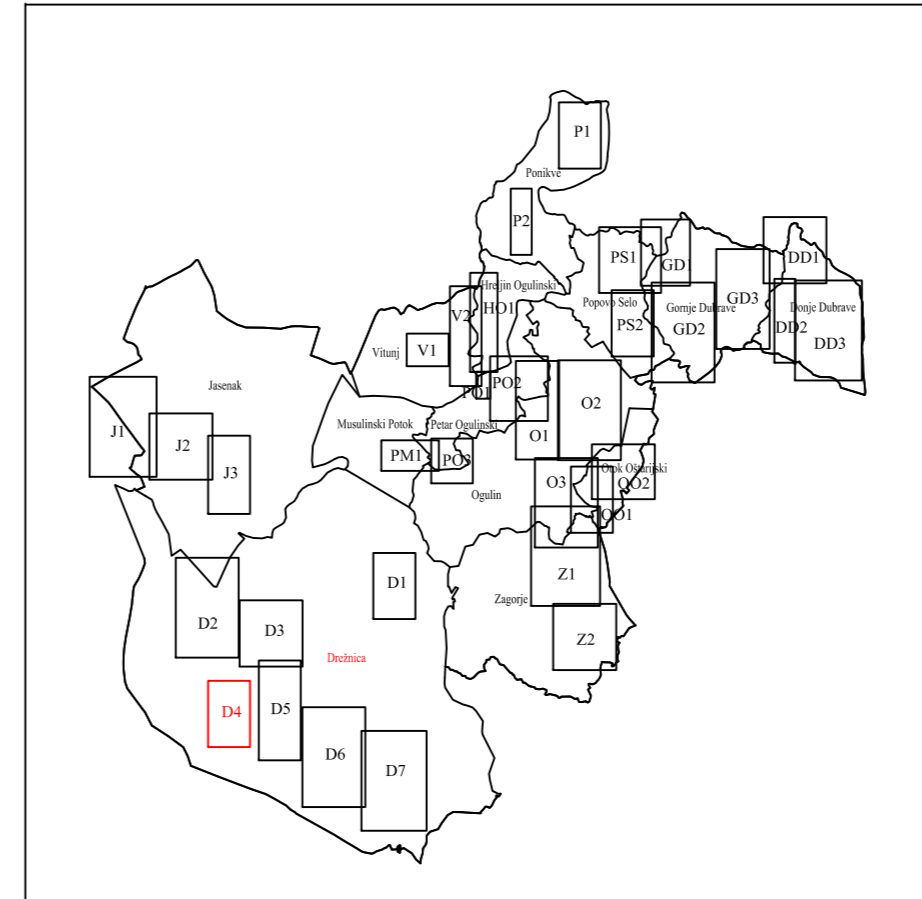 P1
Ponikve
P2
PS1
GD1
DD1
Hreljin Ogulinski
HO1
V2
Popovo Selo
Gornje Dubrave
GD3
Donje Dubrave
PS2
GD2
DD2
DD3
Vitunj
V1
Jasenak
PO1
PO2
O2
J1
J2
J3
Musulinski Potok
Petar Ogulinski
O1
PM1
PO3
Otok Oštarijski
OO2
O3
Ogulin
OO1
D1
Z1
Zagorje
D2
D3
Z2
Drežnica
D4
D5
D6
D7